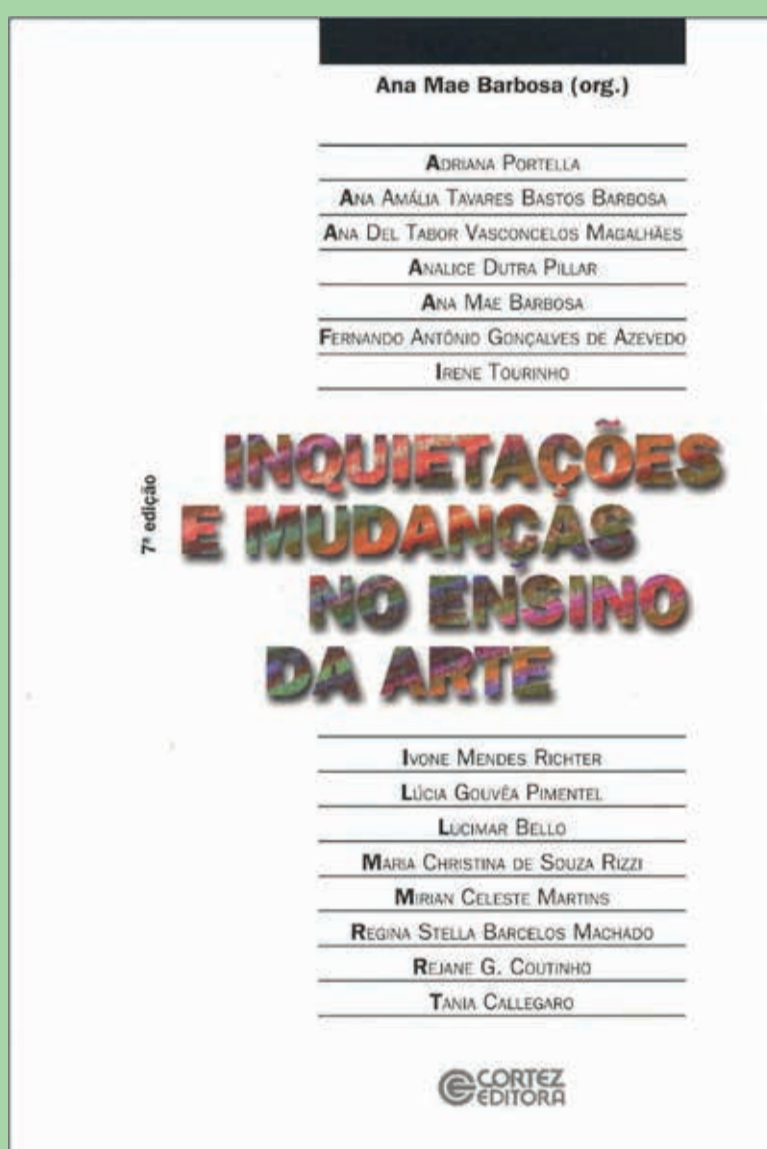 Ana Mae Barbosa (org.)
ADRIANA PORTELLA
ANA AMÁLIA TAVARES BASTOS BARBOSA
ANA DEL TABOR VASCONCELOS MAGALHÃES
ANALICE DUTRA PILLAR
ANA MAE BARBOSA
FERNANDO ANTÔNIO GONÇALVES DE AZEVEDO
IRENE TOURINHO
7ª edição
INQUIETAÇÕES
E MUDANÇAS
NO ENSINO
DA ARTE
IVONE MENDES RICHTER
LÚCIA GOUVÊA PIMENTEL
LUCIMAR BELLO
MARIA CHRISTINA DE SOUZA RIZZI
MIRIAN CELESTE MARTINS
REGINA STELLA BARCELOS MACHADO
REJANE G. COUTINHO
TANIA CALLEGARO
CORTEZ
EDITORA